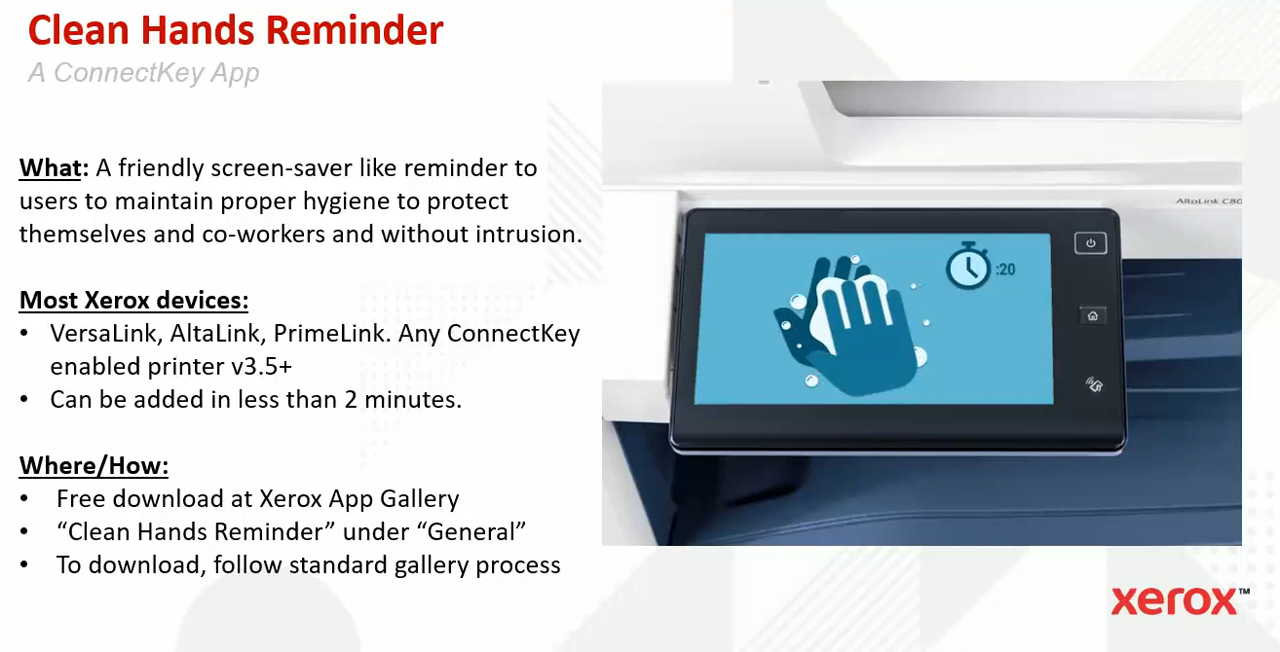 Clean Hands Reminder
A ConnectKey App
What: A friendly screen-saver like reminder to
users to maintain proper hygiene to protect
themselves and co-workers and without intrusion.
Most Xerox devices:
• VersaLink, AltaLink, PrimeLink. Any ConnectKey
enabled printer v3.5+
• Can be added in less than 2 minutes.
Where/How:
• Free download at Xerox App Gallery
• “Clean Hands Reminder” under “General”
• To download, follow standard gallery process
AltaLink C80
:20
xerox™